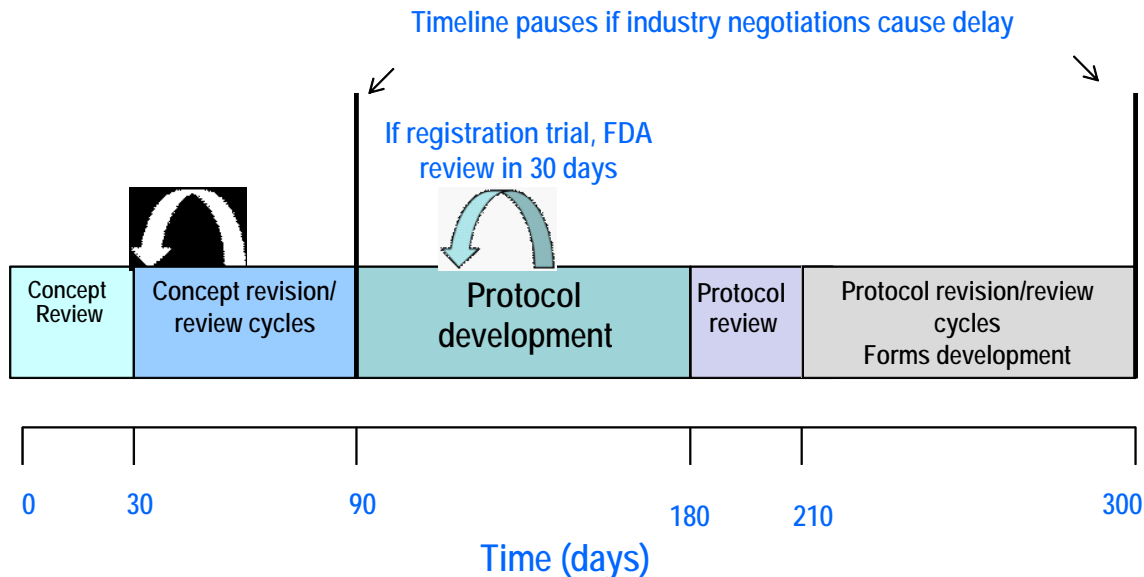 Timeline pauses if industry negotiations cause delay
If registration trial, FDA
review in 30 days
Concept
Review
Concept revision/
review cycles
Protocol
development
Protocol
review
Protocol revision/review
cycles
Forms development
0
30
90
180
210
300
Time (days)